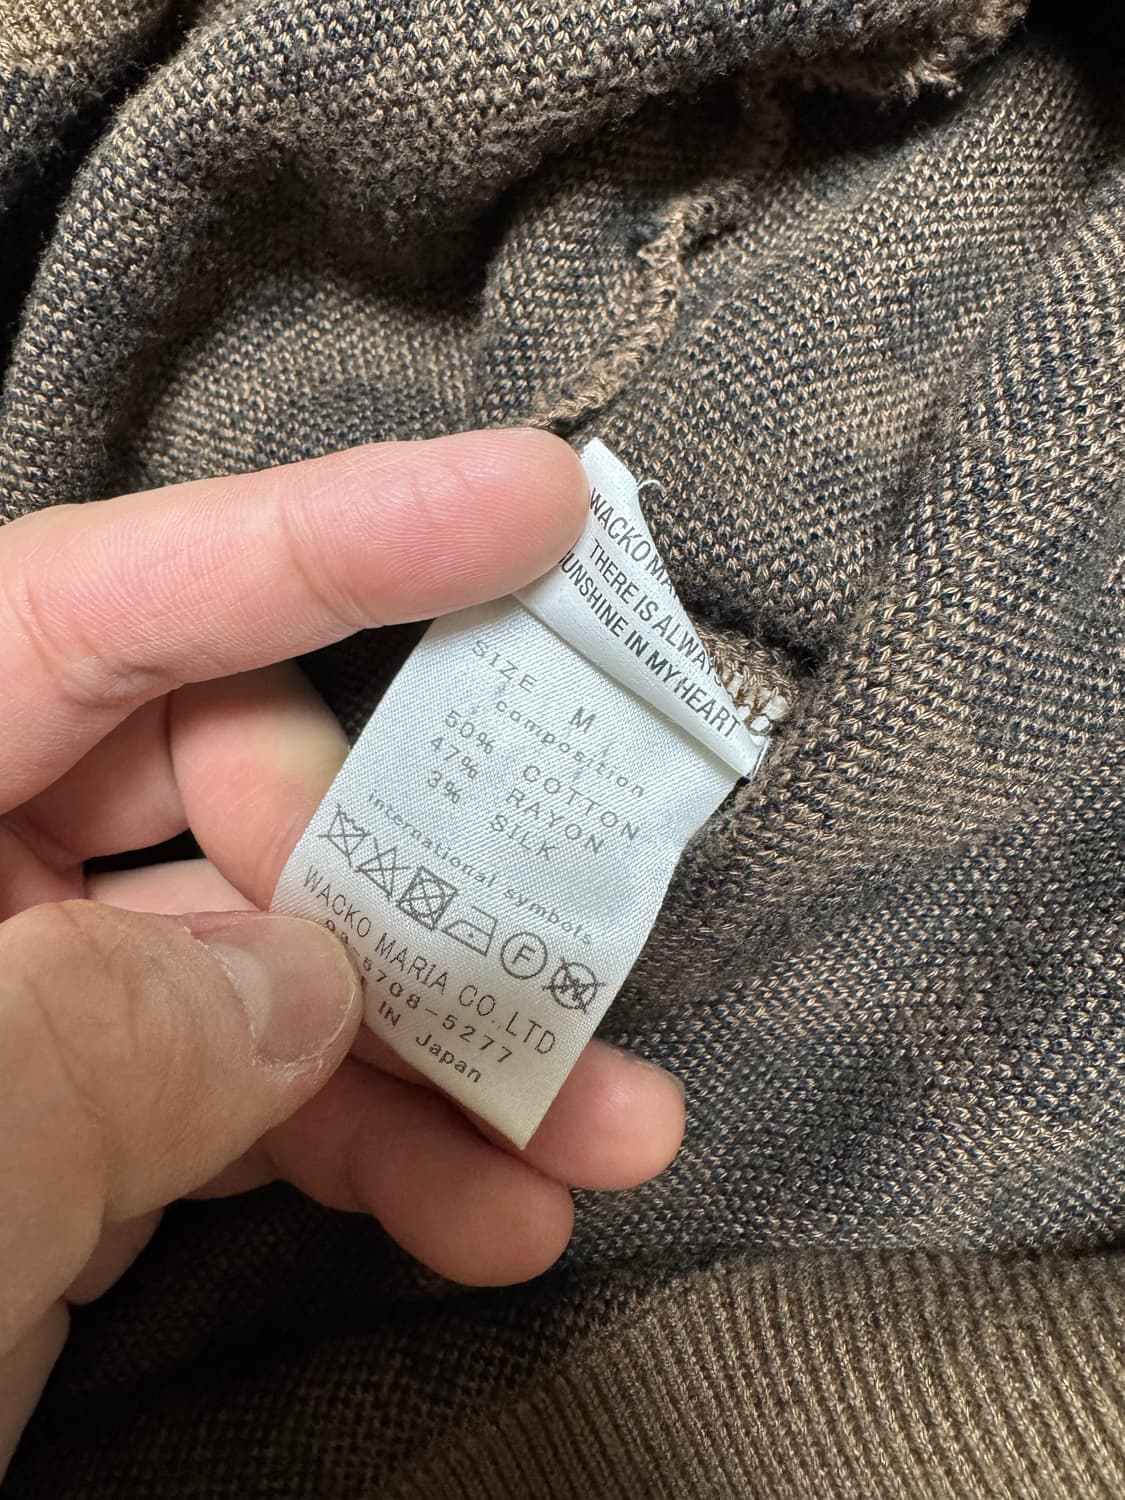 WACKO
THERE IS ALWAYS
SUNSHINE IN MY HEART
SIZE M
composition
50% COTTON
47% RAYON
3% SILK
international symbols
F
W
WACKO MARIA CO.,LTD
5708-5277
IN Japan